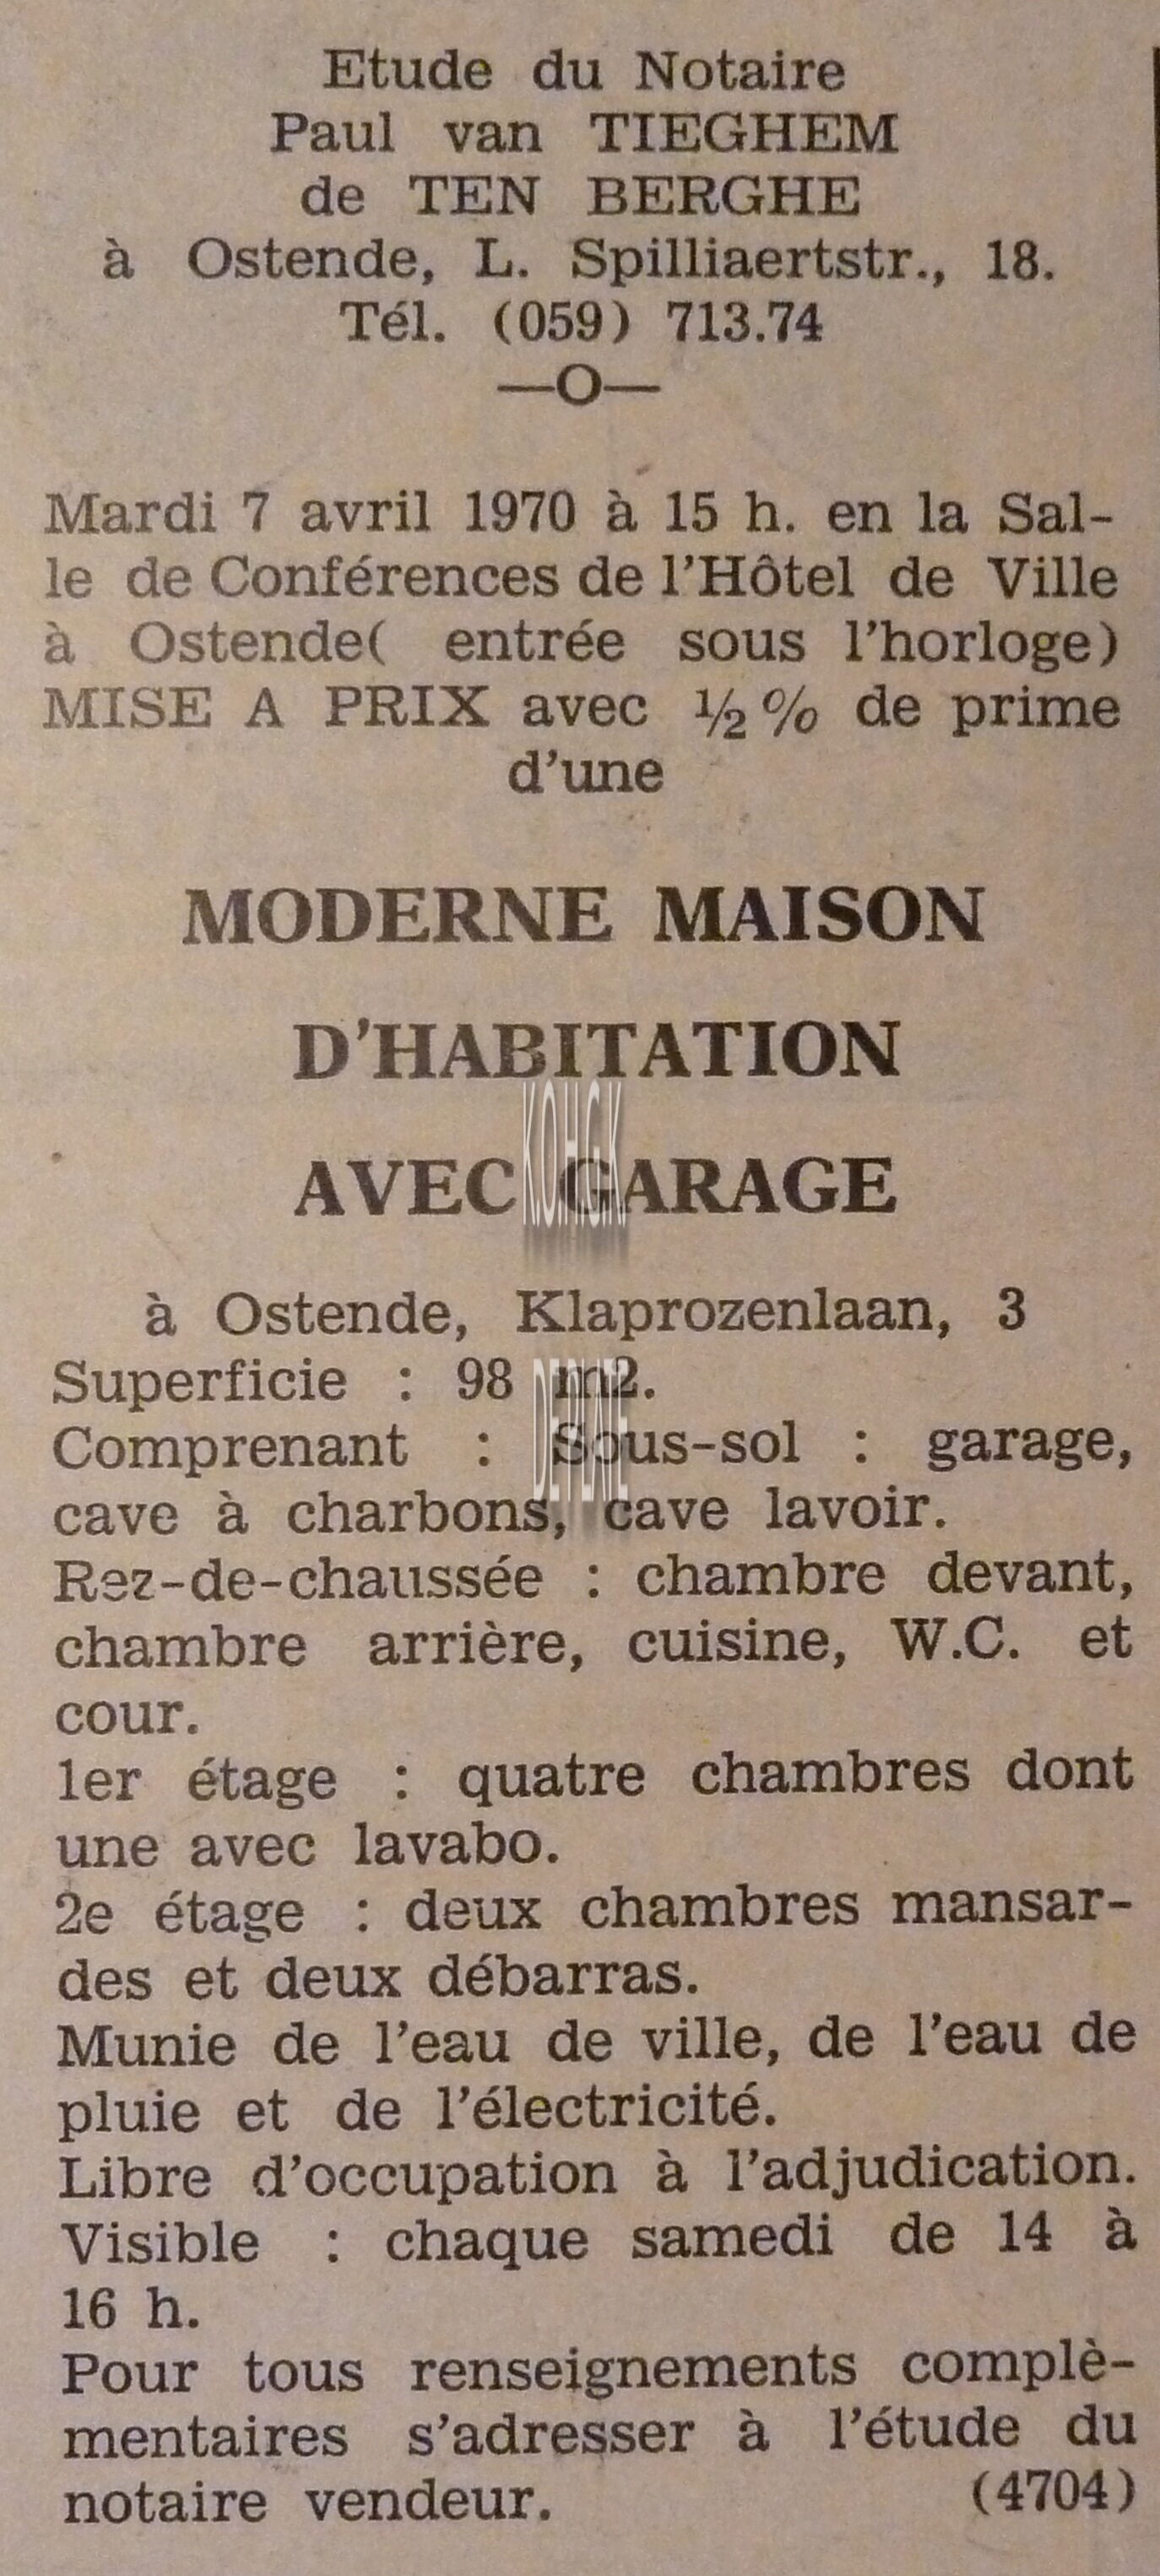 Etude du Notaire
Paul van TIEGHEM
de TEN BERGHE
à Ostende, L. Spilliaertstr., 18.
Tél. (059) 713.74
—O—
Mardi 7 avril 1970 à 15 h. en la Sal-
le de Conférences de l'Hôtel de Ville
à Ostende( entrée sous l'horloge)
MISE A PRIX avec ½ % de prime
d'une
MODERNE MAISON
D'HABITATION
AVEC GARAGE
KOHGK
à Ostende, Klaprozenlaan, 3
Superficie : 98 m2.
DE PLATE
Comprenant : Sous-sol : garage,
cave à charbons, cave lavoir.
Rez-de-chaussée : chambre devant,
chambre arrière, cuisine, W.C. et
cour.
1er étage : quatre chambres dont
une avec lavabo.
2e étage : deux chambres mansar-
des et deux débarras.
Munie de l'eau de ville, de l'eau de
pluie et de l'électricité.
Libre d'occupation à l'adjudication.
Visible : chaque samedi de 14 à
16 h.
Pour tous renseignements complè-
mentaires s'adresser à l'étude du
notaire vendeur. (4704)